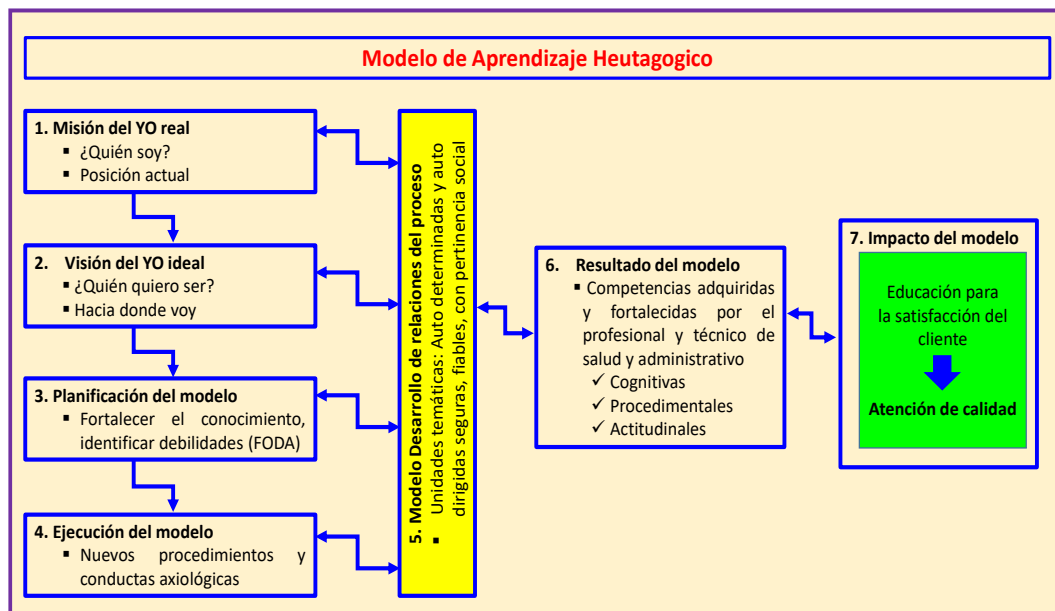 Modelo de Aprendizaje Heutagogico
1. Misión del YO real
▪ ¿Quién soy?
▪ Posición actual
2. Visión del YO ideal
▪ ¿Quién quiero ser?
▪ Hacia donde voy
3. Planificación del modelo
▪ Fortalecer el conocimiento,
identificar debilidades (FODA)
4. Ejecución del modelo
▪ Nuevos procedimientos y
conductas axiológicas
5. Modelo Desarrollo de relaciones del proceso
▪ Unidades temáticas: Auto determinadas y auto
dirigidas seguras, fiables, con pertinencia social
6. Resultado del modelo
▪ Competencias adquiridas
y fortalecidas por el
profesional y técnico de
salud y administrativo
✓ Cognitivas
✓ Procedimentales
✓ Actitudinales
7. Impacto del modelo
Educación para
la satisfacción del
cliente
Atención de calidad